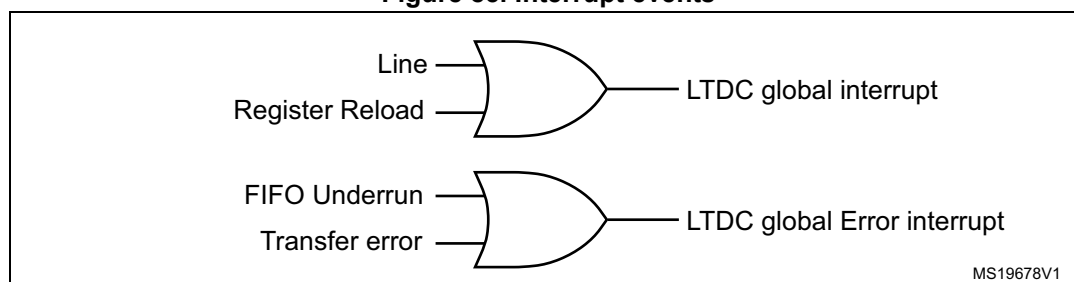 Line
Register Reload
LTDC global interrupt
FIFO Underrun
Transfer error
LTDC global Error interrupt
MS19678V1